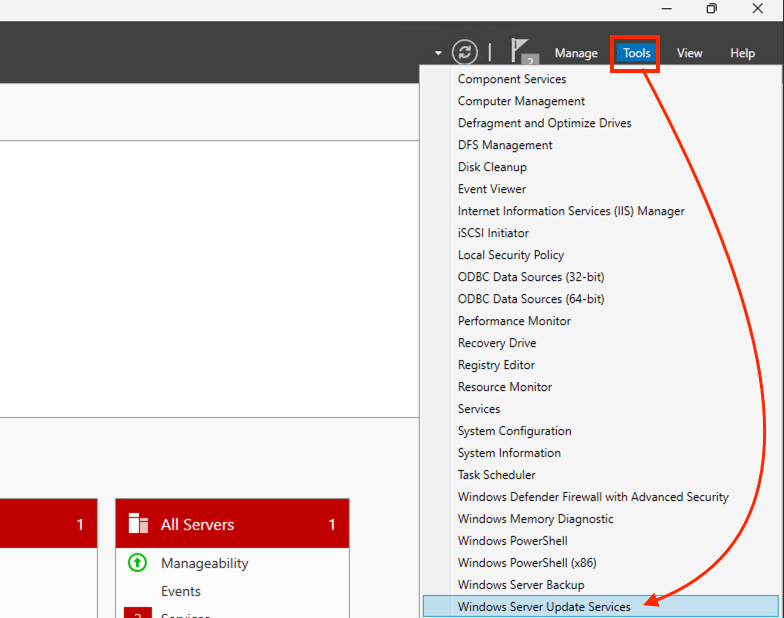 2
Manage
Tools
View
Help
Component Services
Computer Management
Defragment and Optimize Drives
DFS Management
Disk Cleanup
Event Viewer
Internet Information Services (IIS) Manager
iSCSI Initiator
Local Security Policy
ODBC Data Sources (32-bit)
ODBC Data Sources (64-bit)
Performance Monitor
Recovery Drive
Registry Editor
Resource Monitor
Services
System Configuration
System Information
Task Scheduler
Windows Defender Firewall with Advanced Security
Windows Memory Diagnostic
Windows PowerShell
Windows PowerShell (x86)
Windows Server Backup
Windows Server Update Services
1
All Servers 1
Manageability
Events
Services